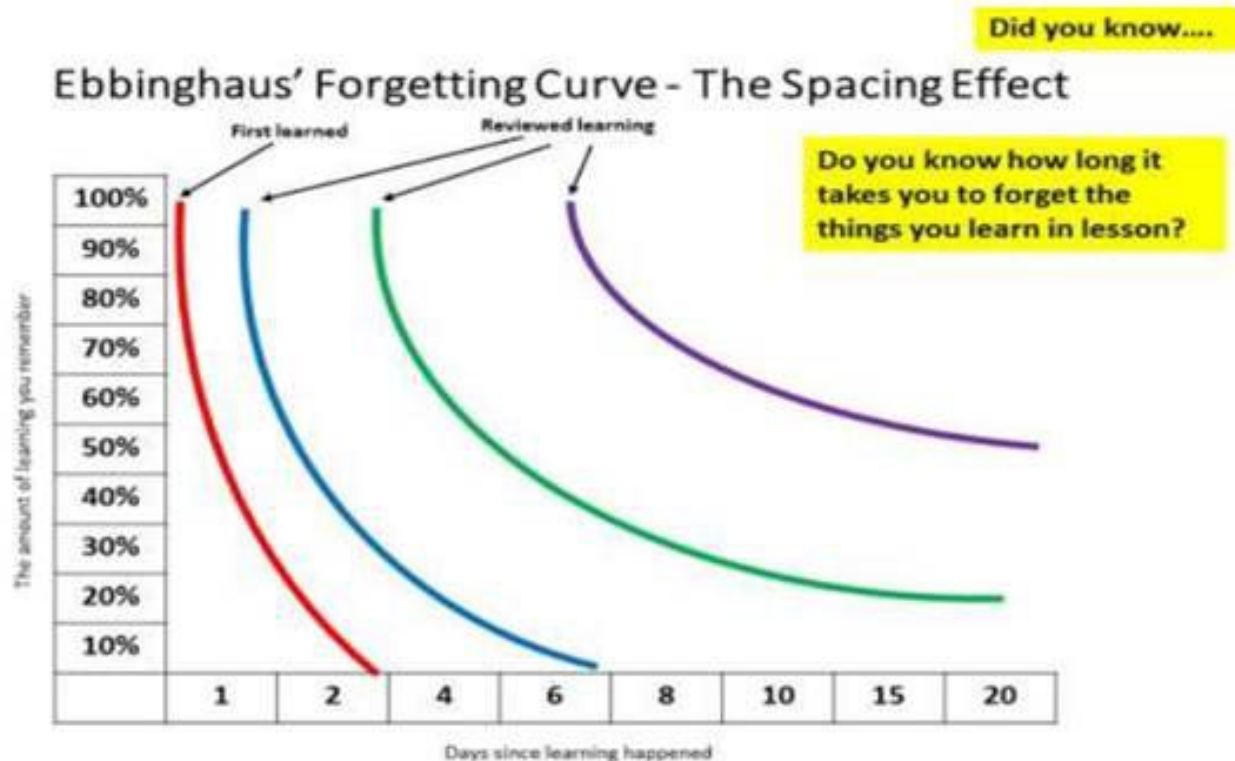 Did you know....
Ebbinghaus' Forgetting Curve - The Spacing Effect
First learned
Reviewed learning
Do you know how long it
takes you to forget the
things you learn in lesson?
100%
90%
80%
70%
60%
50%
40%
30%
20%
10%
The amount of learning you remember
1 2 4 6 8 10 15 20
Days since learning happened